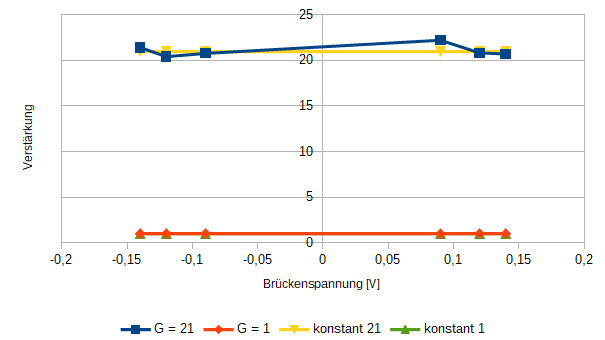 25
20
15
10
5
0
Verstärkung
-0,2 -0,15 -0,1 -0,05 0 0,05 0,1 0,15 0,2
Brückenspannung [V]
G = 21 G = 1 konstant 21 konstant 1